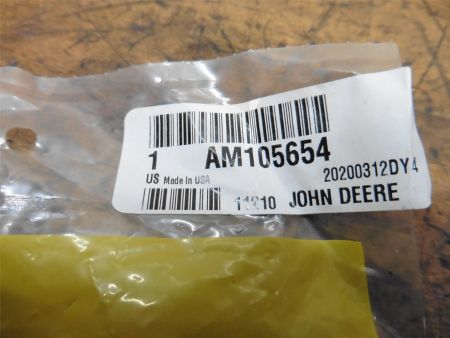 1 AM105654
20200312DY4
US Made In USA
JOHN DEERE